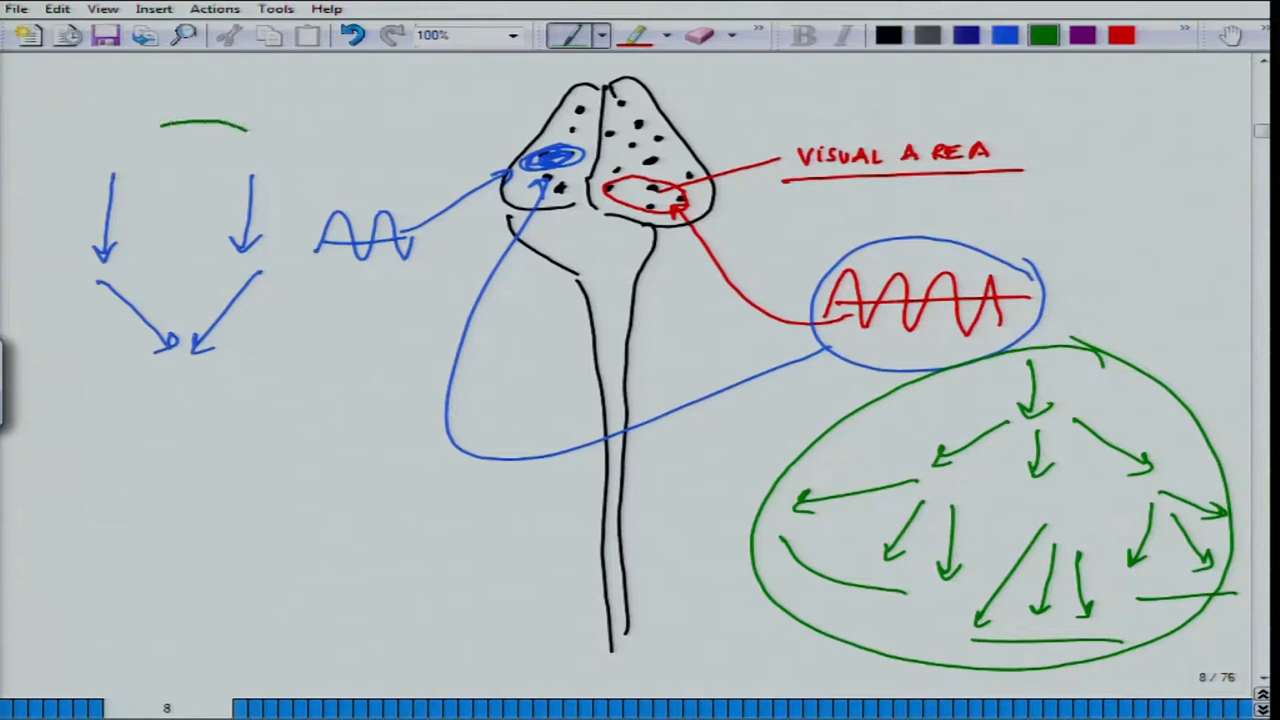 File Edit View Insert Actions Tools Help
100%
B I
VISUAL AREA
8 / 76
8